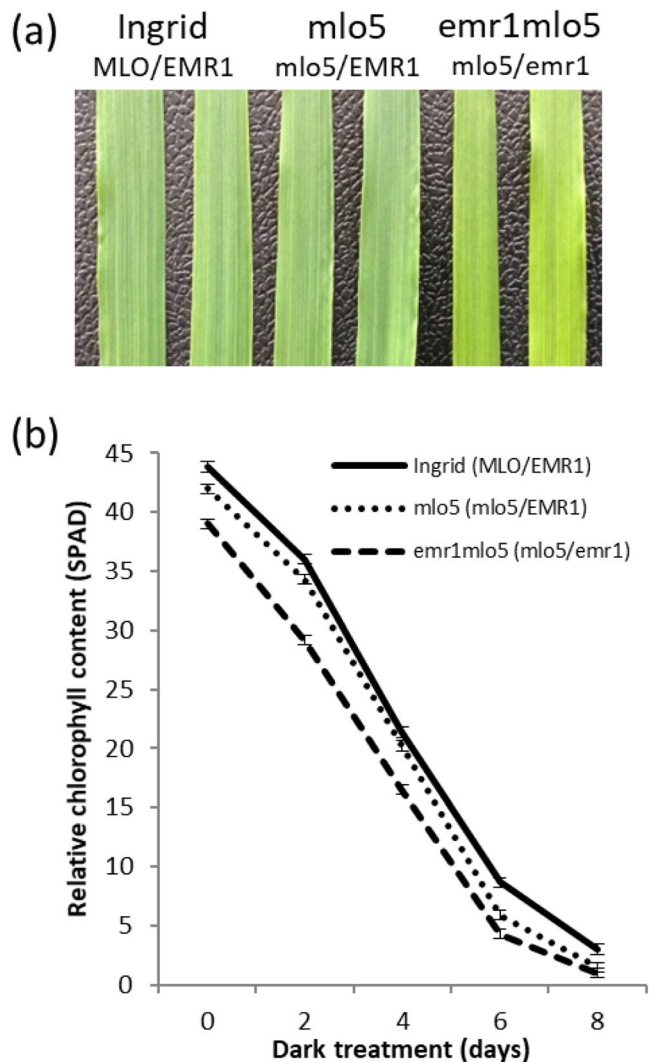 (a)
Ingrid mlo5 emr1mlo5
MLO/EMR1 mlo5/EMR1 mlo5/emr1
(b)
Relative chlorophyll content (SPAD)
45
40
35
30
25
20
15
10
5
0
Ingrid (MLO/EMR1)
mlo5 (mlo5/EMR1)
emr1mlo5 (mlo5/emr1)
0 2 4 6 8
Dark treatment (days)